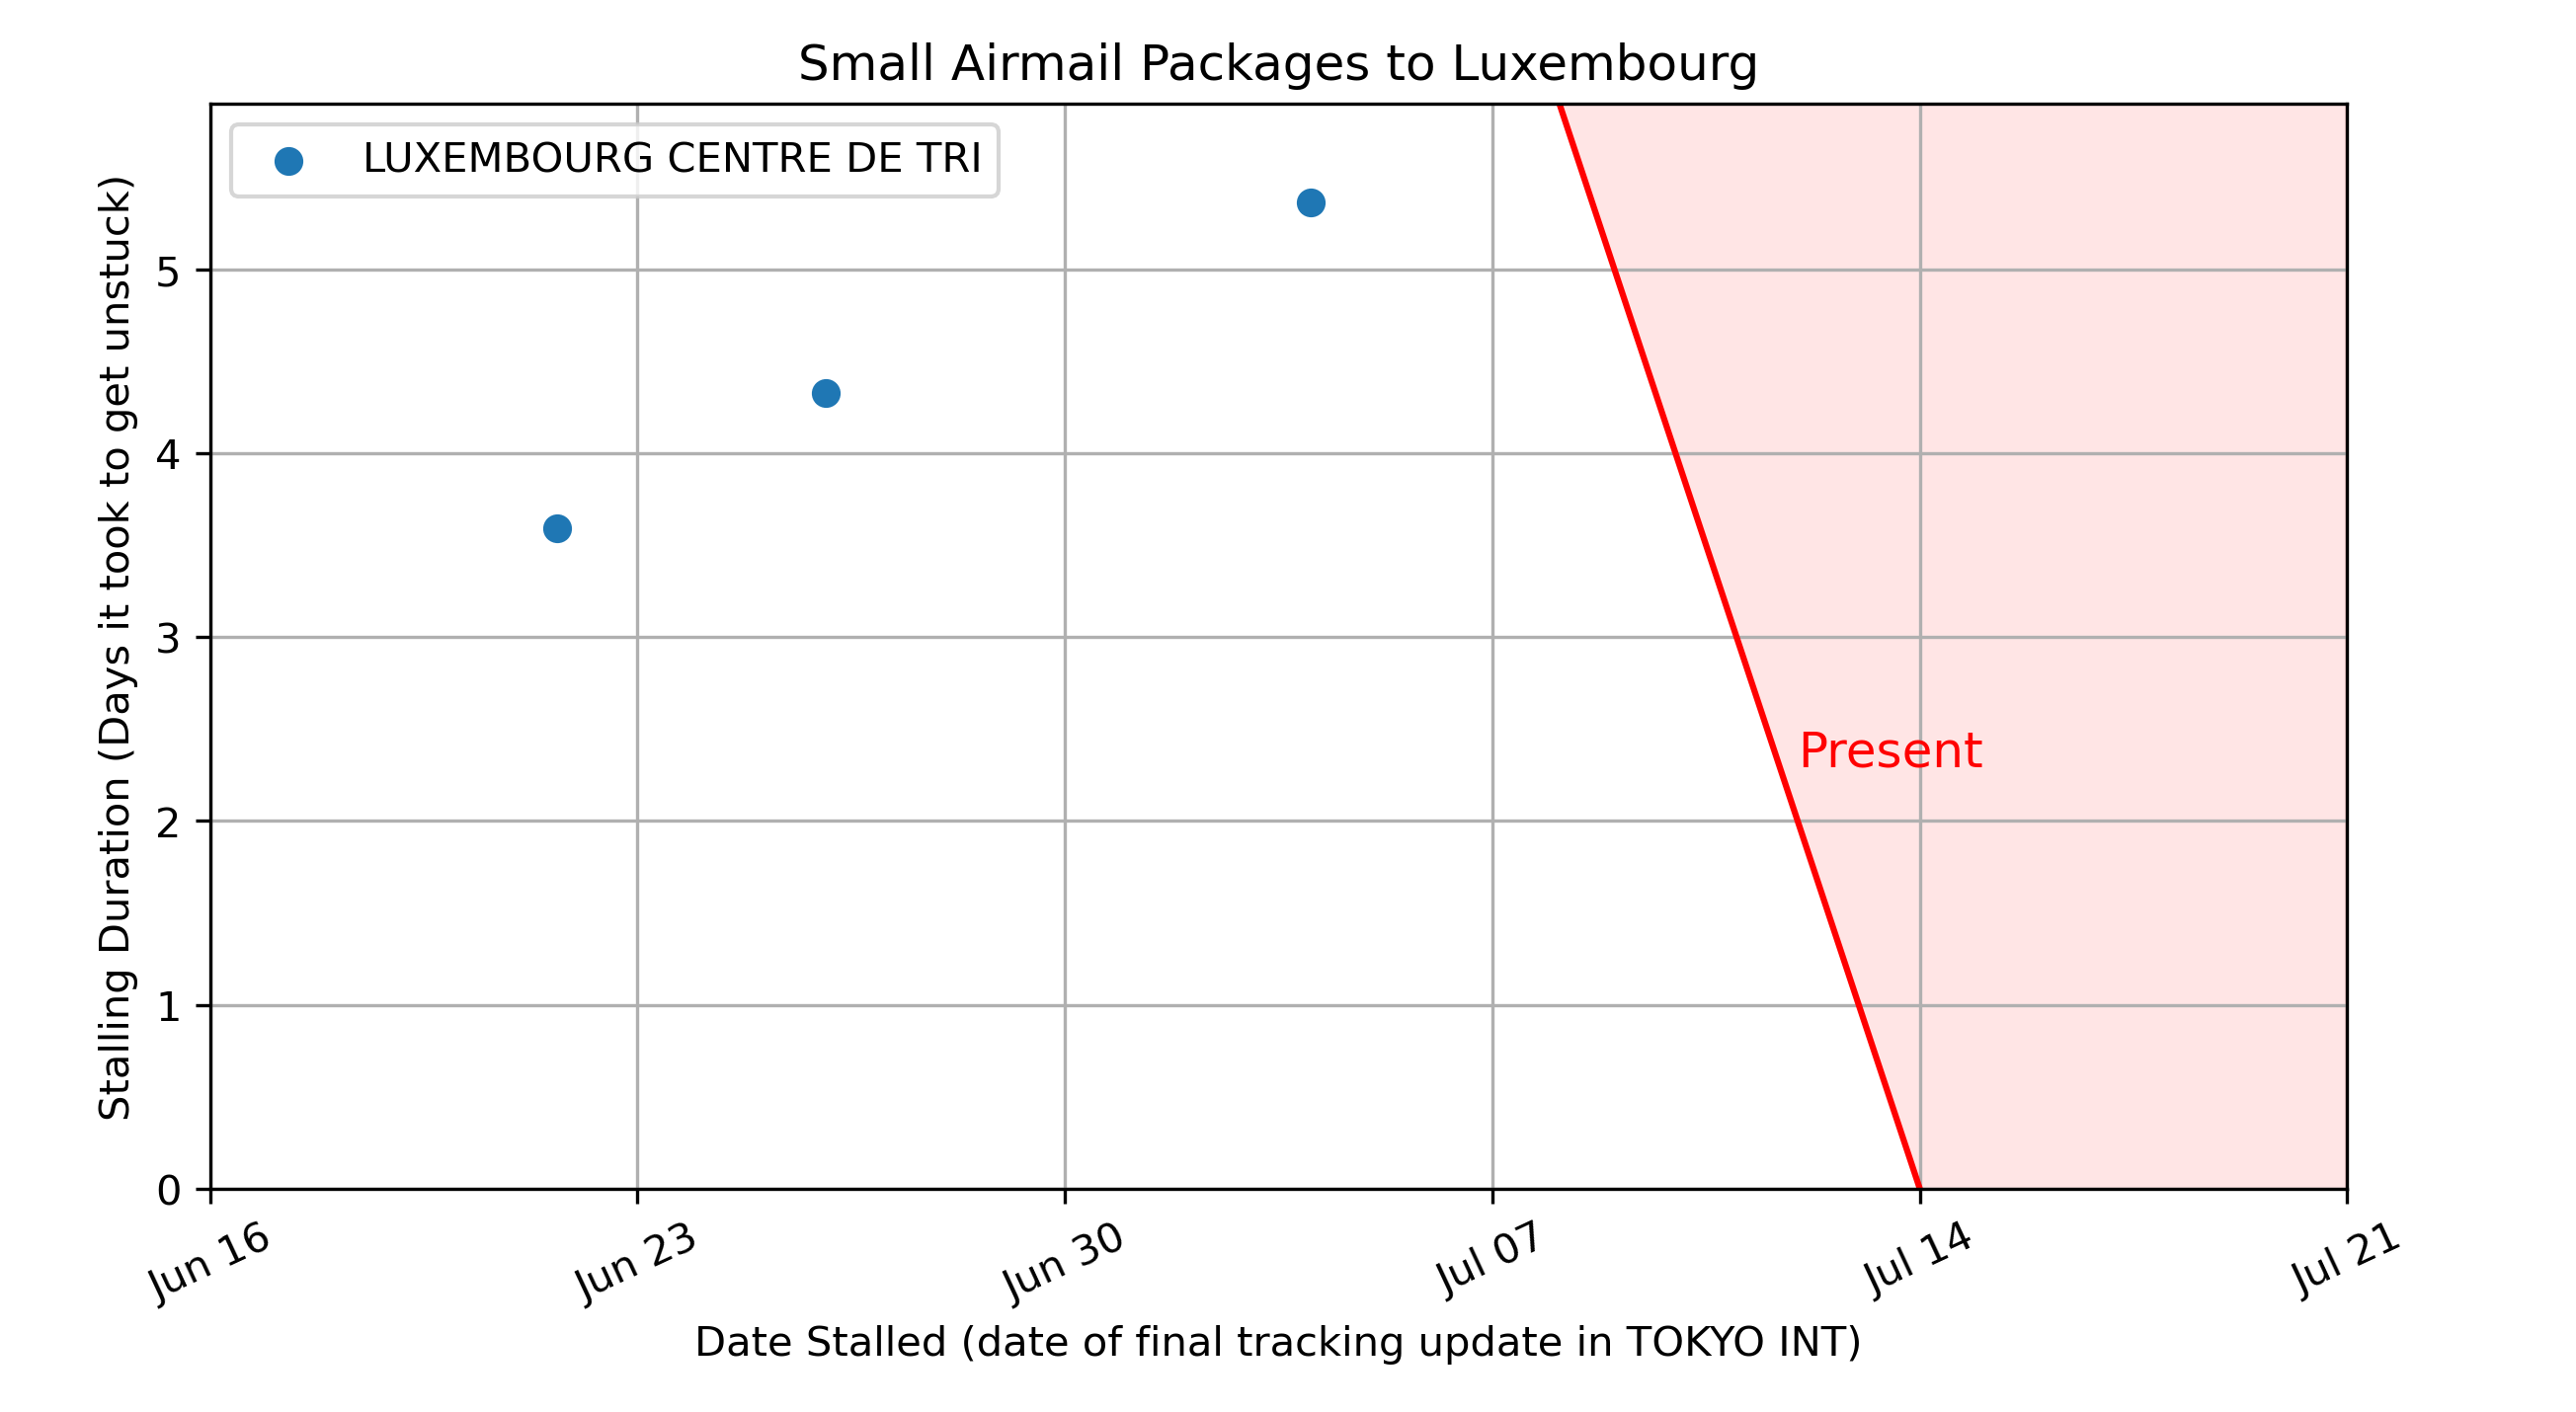 Small Airmail Packages to Luxembourg
LUXEMBOURG CENTRE DE TRI
Stalling Duration (Days it took to get unstuck)
5
4
3
2
1
0
Present
Jun 16
Jun 23
Jun 30
Jul 07
Jul 14
Jul 21
Date Stalled (date of final tracking update in TOKYO INT)